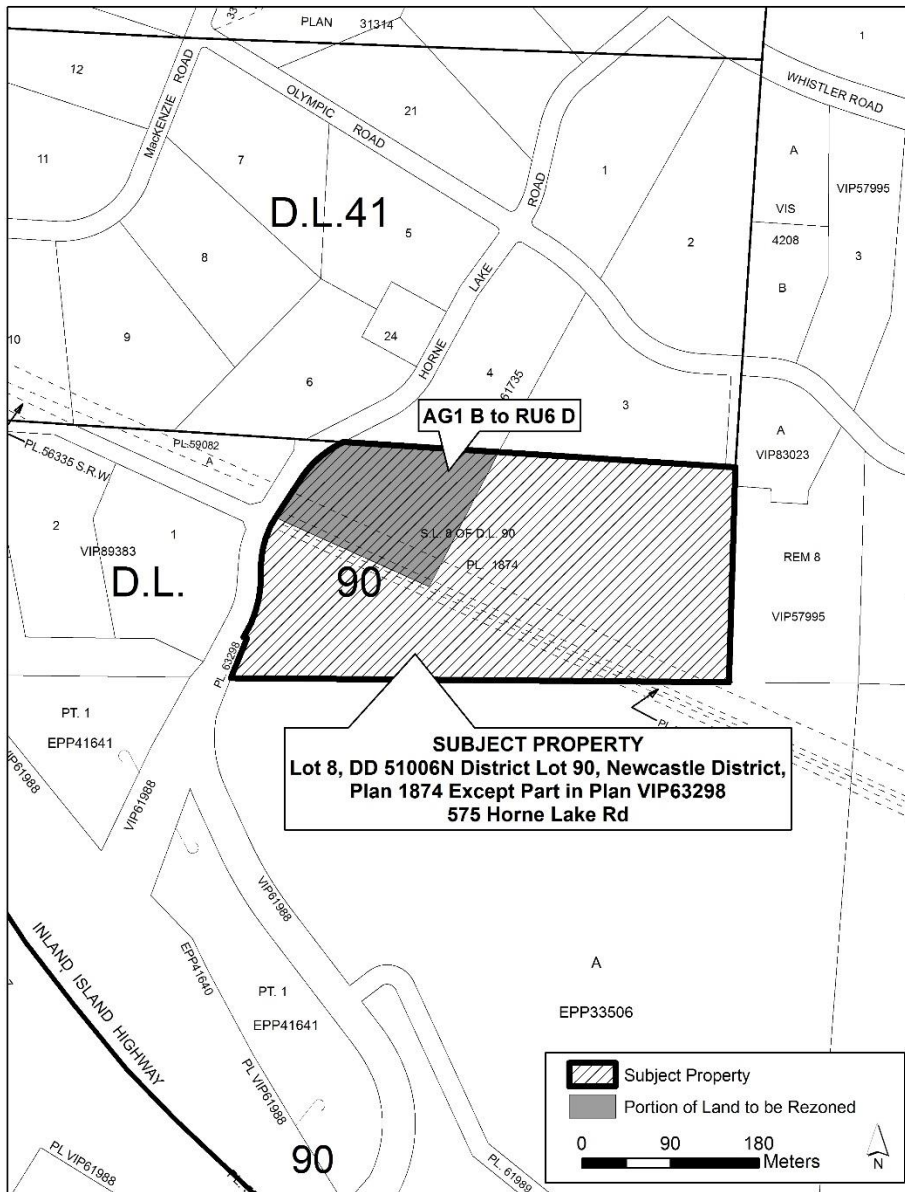 33
PLAN 31314
1
12
MacKENZIE ROAD
OLYMPIC ROAD
21
WHISTLER ROAD
11
7
1
A
VIP57995
D.L.41
ROAD
VIS
5
2
4208
3
8
LAKE
B
10
9
24
HORNE
6
4
61735
3
AG1 B to RU6 D
A
VIP83023
PL.59082
A
PL.56335 S.R.W.
2
1
VIP89383
S.L. 8 OF D.L. 90
PL. 1874
REM 8
VIP57995
D.L.
90
PL. 63298
PT. 1
EPP41641
VIP61988
VIP61988
PL.
SUBJECT PROPERTY
Lot 8, DD 51006N District Lot 90, Newcastle District,
Plan 1874 Except Part in Plan VIP63298
575 Horne Lake Rd
VIP61988
INLAND ISLAND HIGHWAY
EPP41640
PT. 1
EPP41641
PL VIP61988
A
EPP33506
PL VIP61988
90
PL. 61989
Subject Property
Portion of Land to be Rezoned
0 90 180
Meters
N